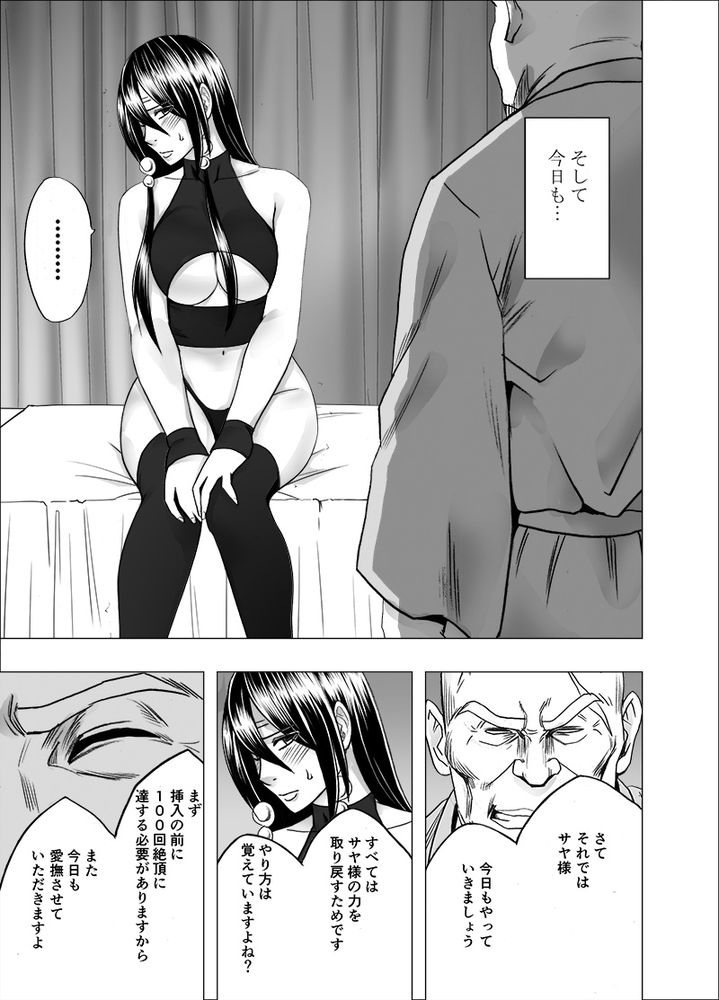 そして
今日も…
………
さて
それでは
サヤ様
今日もやって
いきましょう
すべては
サヤ様の力を
取り戻すためです
やり方は
覚えていますよね？
まず
挿入の前に
１００回絶頂に
達する必要がありますから
また
今日も
愛撫させて
いただきますよ